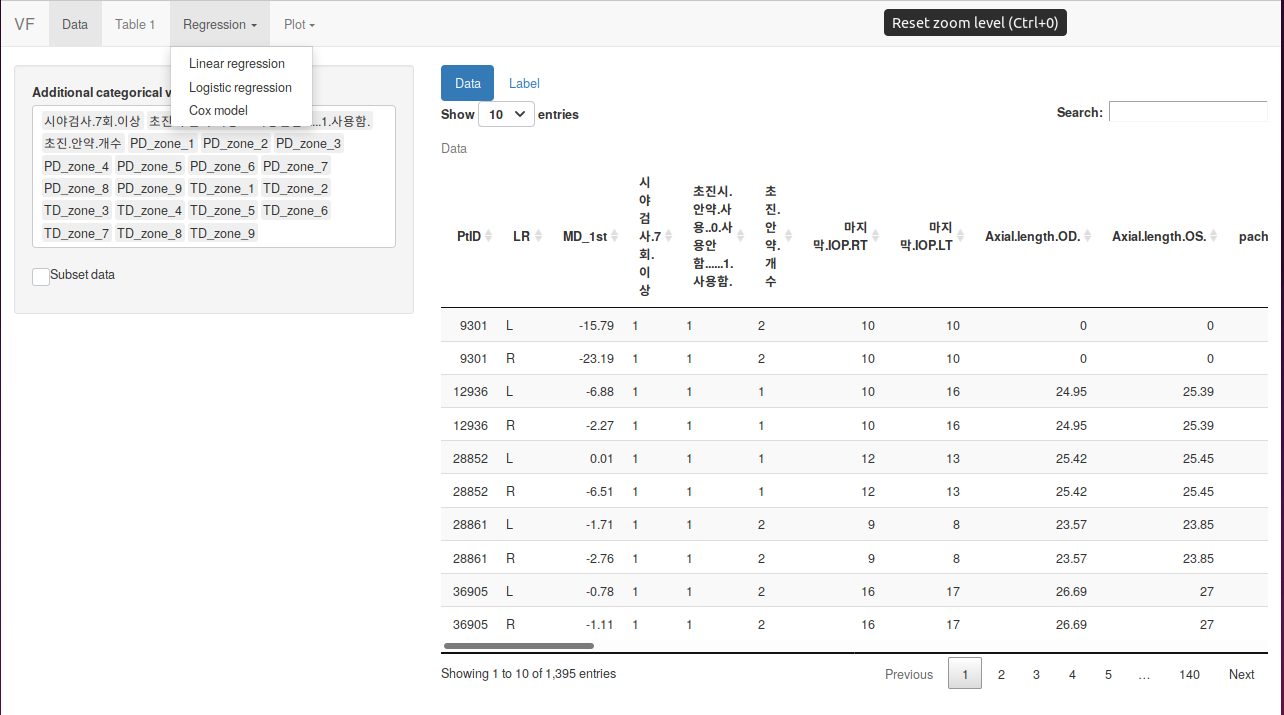 VF Data Table 1 Regression Plot
Reset zoom level (Ctrl+0)
Linear regression
Logistic regression
Cox model
Additional categorical v
시야검사.7회.이상
...1.사용함.
초진.안약.개수 PD_zone_1 PD_zone_2 PD_zone_3
PD_zone_4 PD_zone_5 PD_zone_6 PD_zone_7
PD_zone_8 PD_zone_9 TD_zone_1 TD_zone_2
TD_zone_3 TD_zone_4 TD_zone_5 TD_zone_6
TD_zone_7 TD_zone_8 TD_zone_9
Subset data
Data Label
Show 10 entries
Search:
Data
PtID
LR
MD_1st
시
야
검
사.7
회.
이
상
초진시.
안약.사
용..0.사
용안
함......1.
사용함.
초
진.
안
약.
개
수
마지
막.IOP.RT
마지
막.IOP.LT
Axial.length.OD.
Axial.length.OS.
pach
9301 L -15.79 1 1 2 10 10 0 0
9301 R -23.19 1 1 2 10 10 0 0
12936 L -6.88 1 1 1 10 16 24.95 25.39
12936 R -2.27 1 1 1 10 16 24.95 25.39
28852 L 0.01 1 1 1 12 13 25.42 25.45
28852 R -6.51 1 1 1 12 13 25.42 25.45
28861 L -1.71 1 1 2 9 8 23.57 23.85
28861 R -2.76 1 1 2 9 8 23.57 23.85
36905 L -0.78 1 1 2 16 17 26.69 27
36905 R -1.11 1 1 2 16 17 26.69 27
Showing 1 to 10 of 1,395 entries
Previous 1 2 3 4 5 … 140 Next